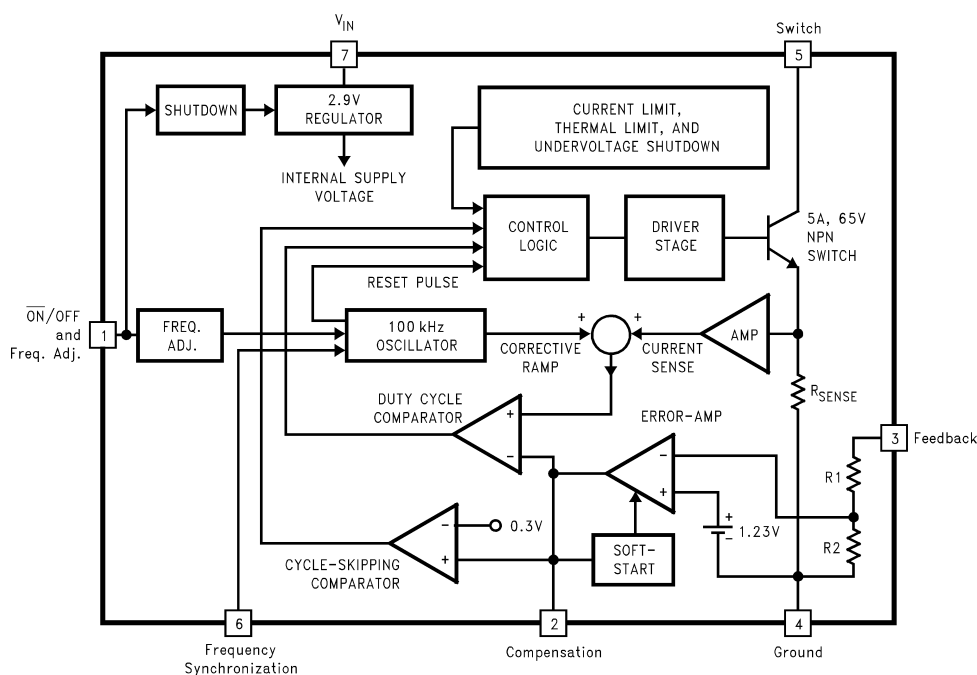 V_IN
7
Switch
5
SHUTDOWN
2.9V
REGULATOR
INTERNAL SUPPLY
VOLTAGE
CURRENT LIMIT,
THERMAL LIMIT, AND
UNDERVOLTAGE SHUTDOWN
CONTROL
LOGIC
DRIVER
STAGE
5A, 65V
NPN
SWITCH
RESET PULSE
O̅N̅/OFF
and
Freq. Adj.
1
FREQ.
ADJ.
100 kHz
OSCILLATOR
CORRECTIVE
RAMP
+
+
CURRENT
SENSE
AMP
R_SENSE
DUTY CYCLE
COMPARATOR
+
−
ERROR-AMP
−
+
3
Feedback
R1
R2
+
−
1.23V
CYCLE-SKIPPING
COMPARATOR
−
+
0.3V
SOFT-
START
6
Frequency
Synchronization
2
Compensation
4
Ground